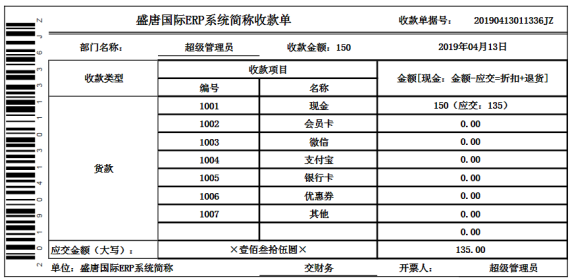 盛唐国际ERP系统简称收款单 收款单据号： 20190413011336JZ
部门名称： 超级管理员 收款金额：150 2019年04月13日
收款类型 收款项目 金额[现金：金额-应交=折扣+退货]
编号 名称
货款
1001 现金 150（应交：135）
1002 会员卡 0.00
1003 微信 0.00
1004 支付宝 0.00
1005 银行卡 0.00
1006 优惠券 0.00
1007 其他 0.00
0.00
应交金额（大写）： ×壹佰叁拾伍圆× 135.00
单位：盛唐国际ERP系统简称 交财务 开票人： 超级管理员
20190413011336JZ